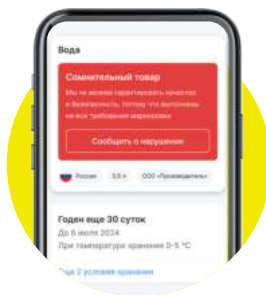 Вода
Сомнительный товар
Мы не можем гарантировать качество
и безопасность, потому что выполнены
не все требования маркировки
Сообщить о нарушении
Россия 5,5 л ООО «Производитель»
Годен еще 30 суток
До 6 июля 2024
При температуре хранения 0-5 °С
Еще 2 условия хранения